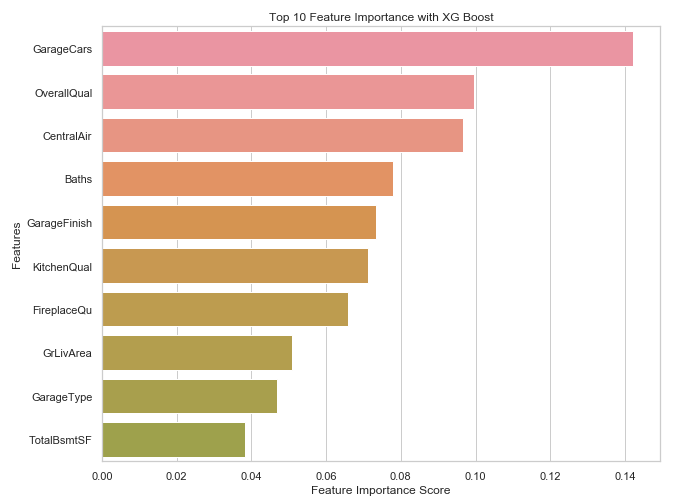 Top 10 Feature Importance with XG Boost
GarageCars
OverallQual
CentralAir
Baths
GarageFinish
KitchenQual
FireplaceQu
GrLivArea
GarageType
TotalBsmtSF
Features
0.00 0.02 0.04 0.06 0.08 0.10 0.12 0.14
Feature Importance Score